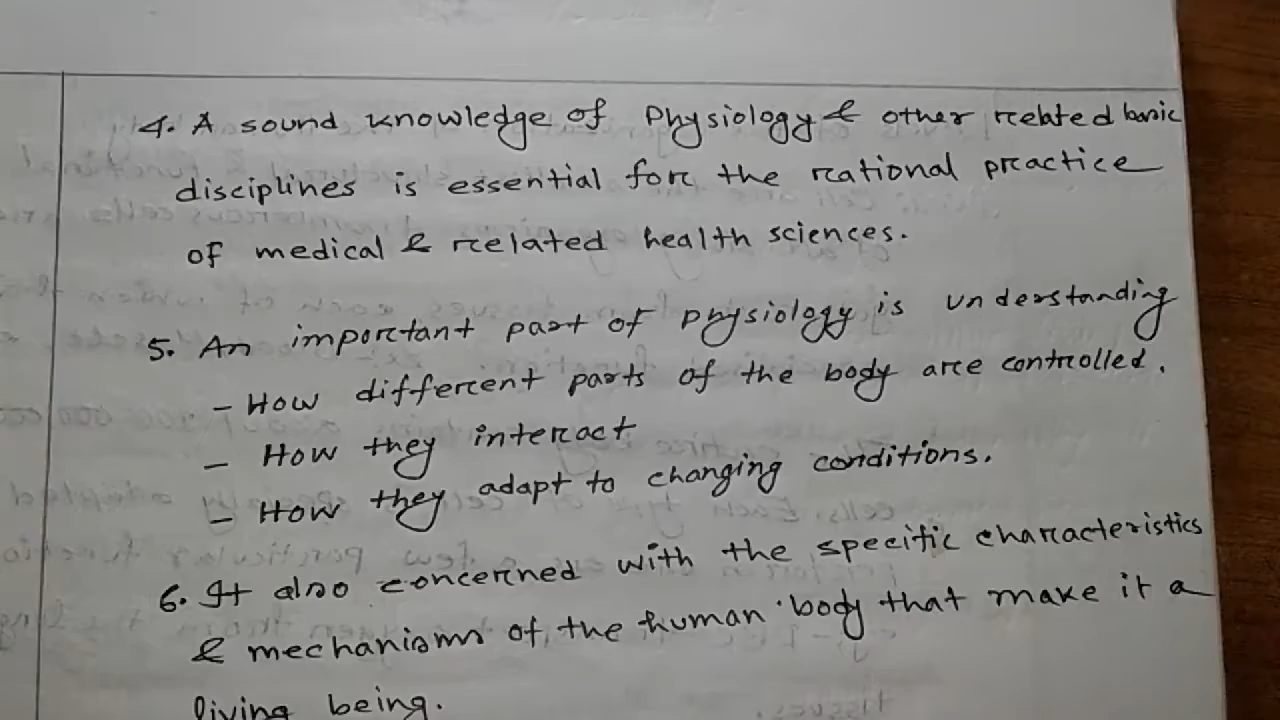 4. A sound knowledge of Physiology & other related basic
disciplines is essential for the rational practice
of medical & related health sciences.
5. An important part of physiology is understanding
- How different parts of the body are controlled.
- How they interact
- How they adapt to changing conditions.
6. It also concerned with the specific characteristics
& mechanisms of the human body that make it a
living being.